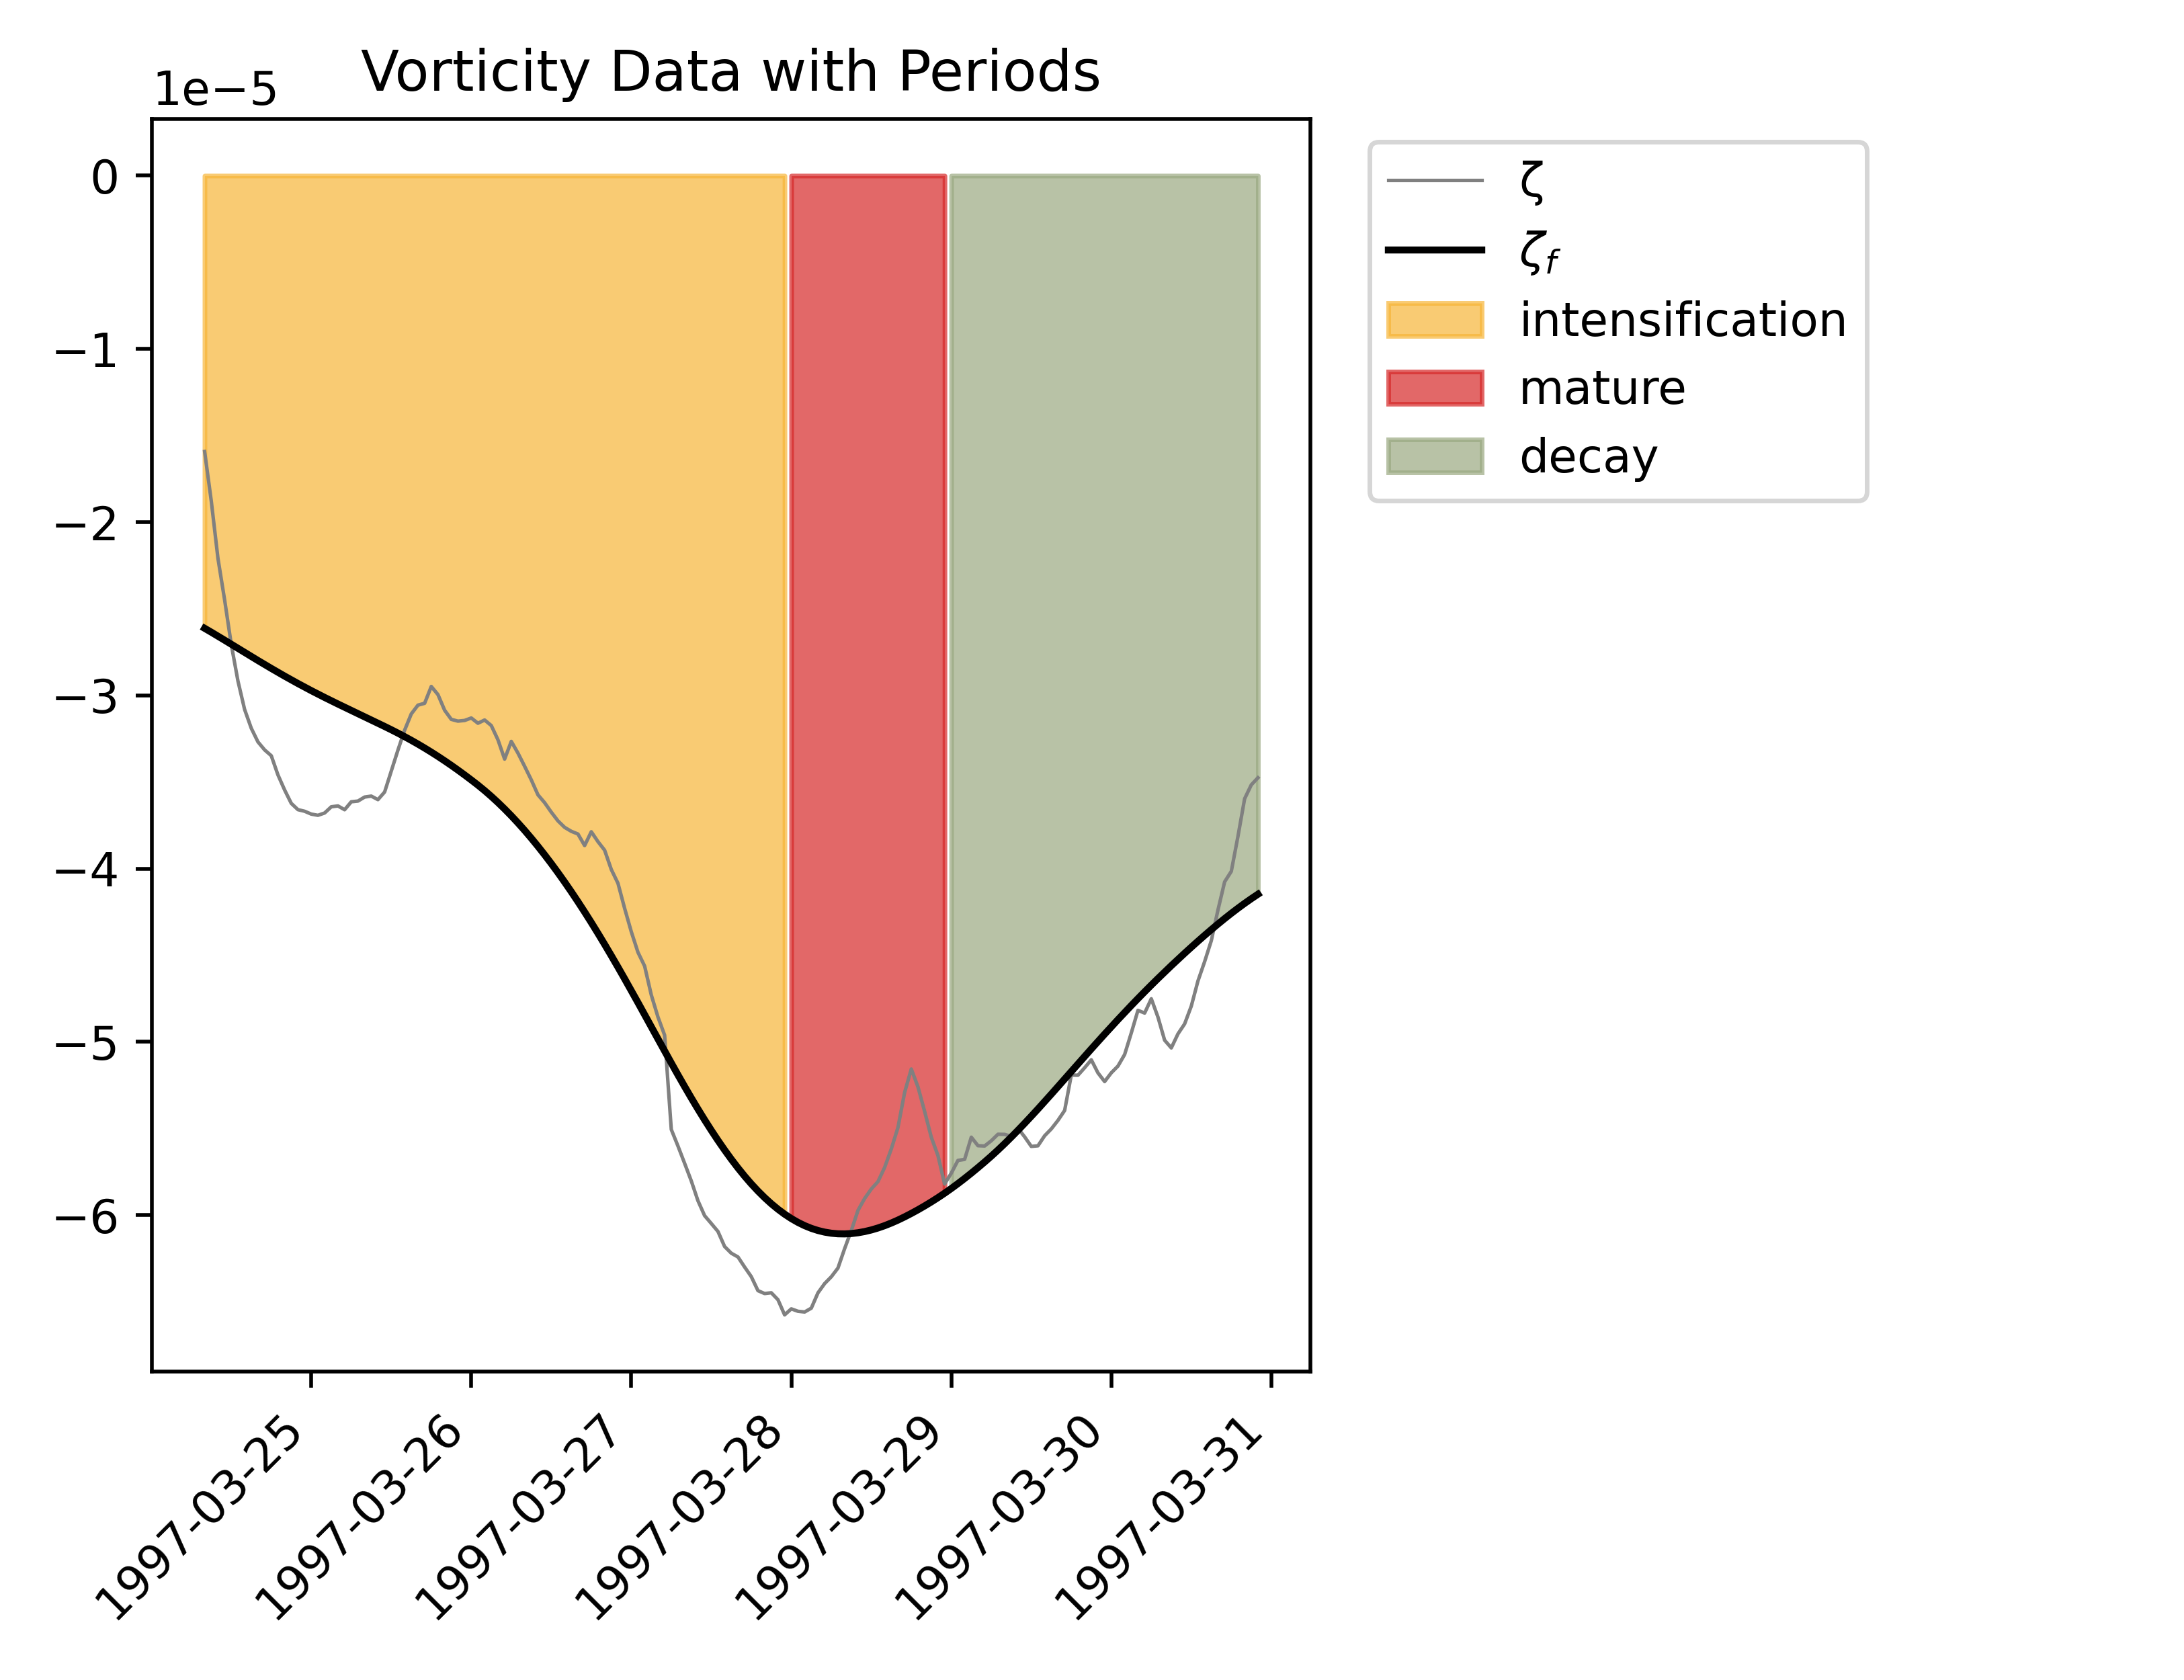 Vorticity Data with Periods
1e−5
0
−1
−2
−3
−4
−5
−6
1997-03-25
1997-03-26
1997-03-27
1997-03-28
1997-03-29
1997-03-30
1997-03-31
ζ
ζf
intensification
mature
decay